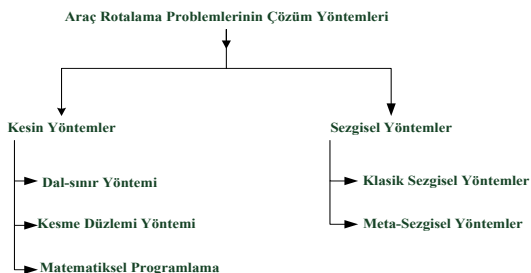 Araç Rotalama Problemlerinin Çözüm Yöntemleri
Kesin Yöntemler
Dal-sınır Yöntemi
Kesme Düzlemi Yöntemi
Matematiksel Programlama
Sezgisel Yöntemler
Klasik Sezgisel Yöntemler
Meta-Sezgisel Yöntemler